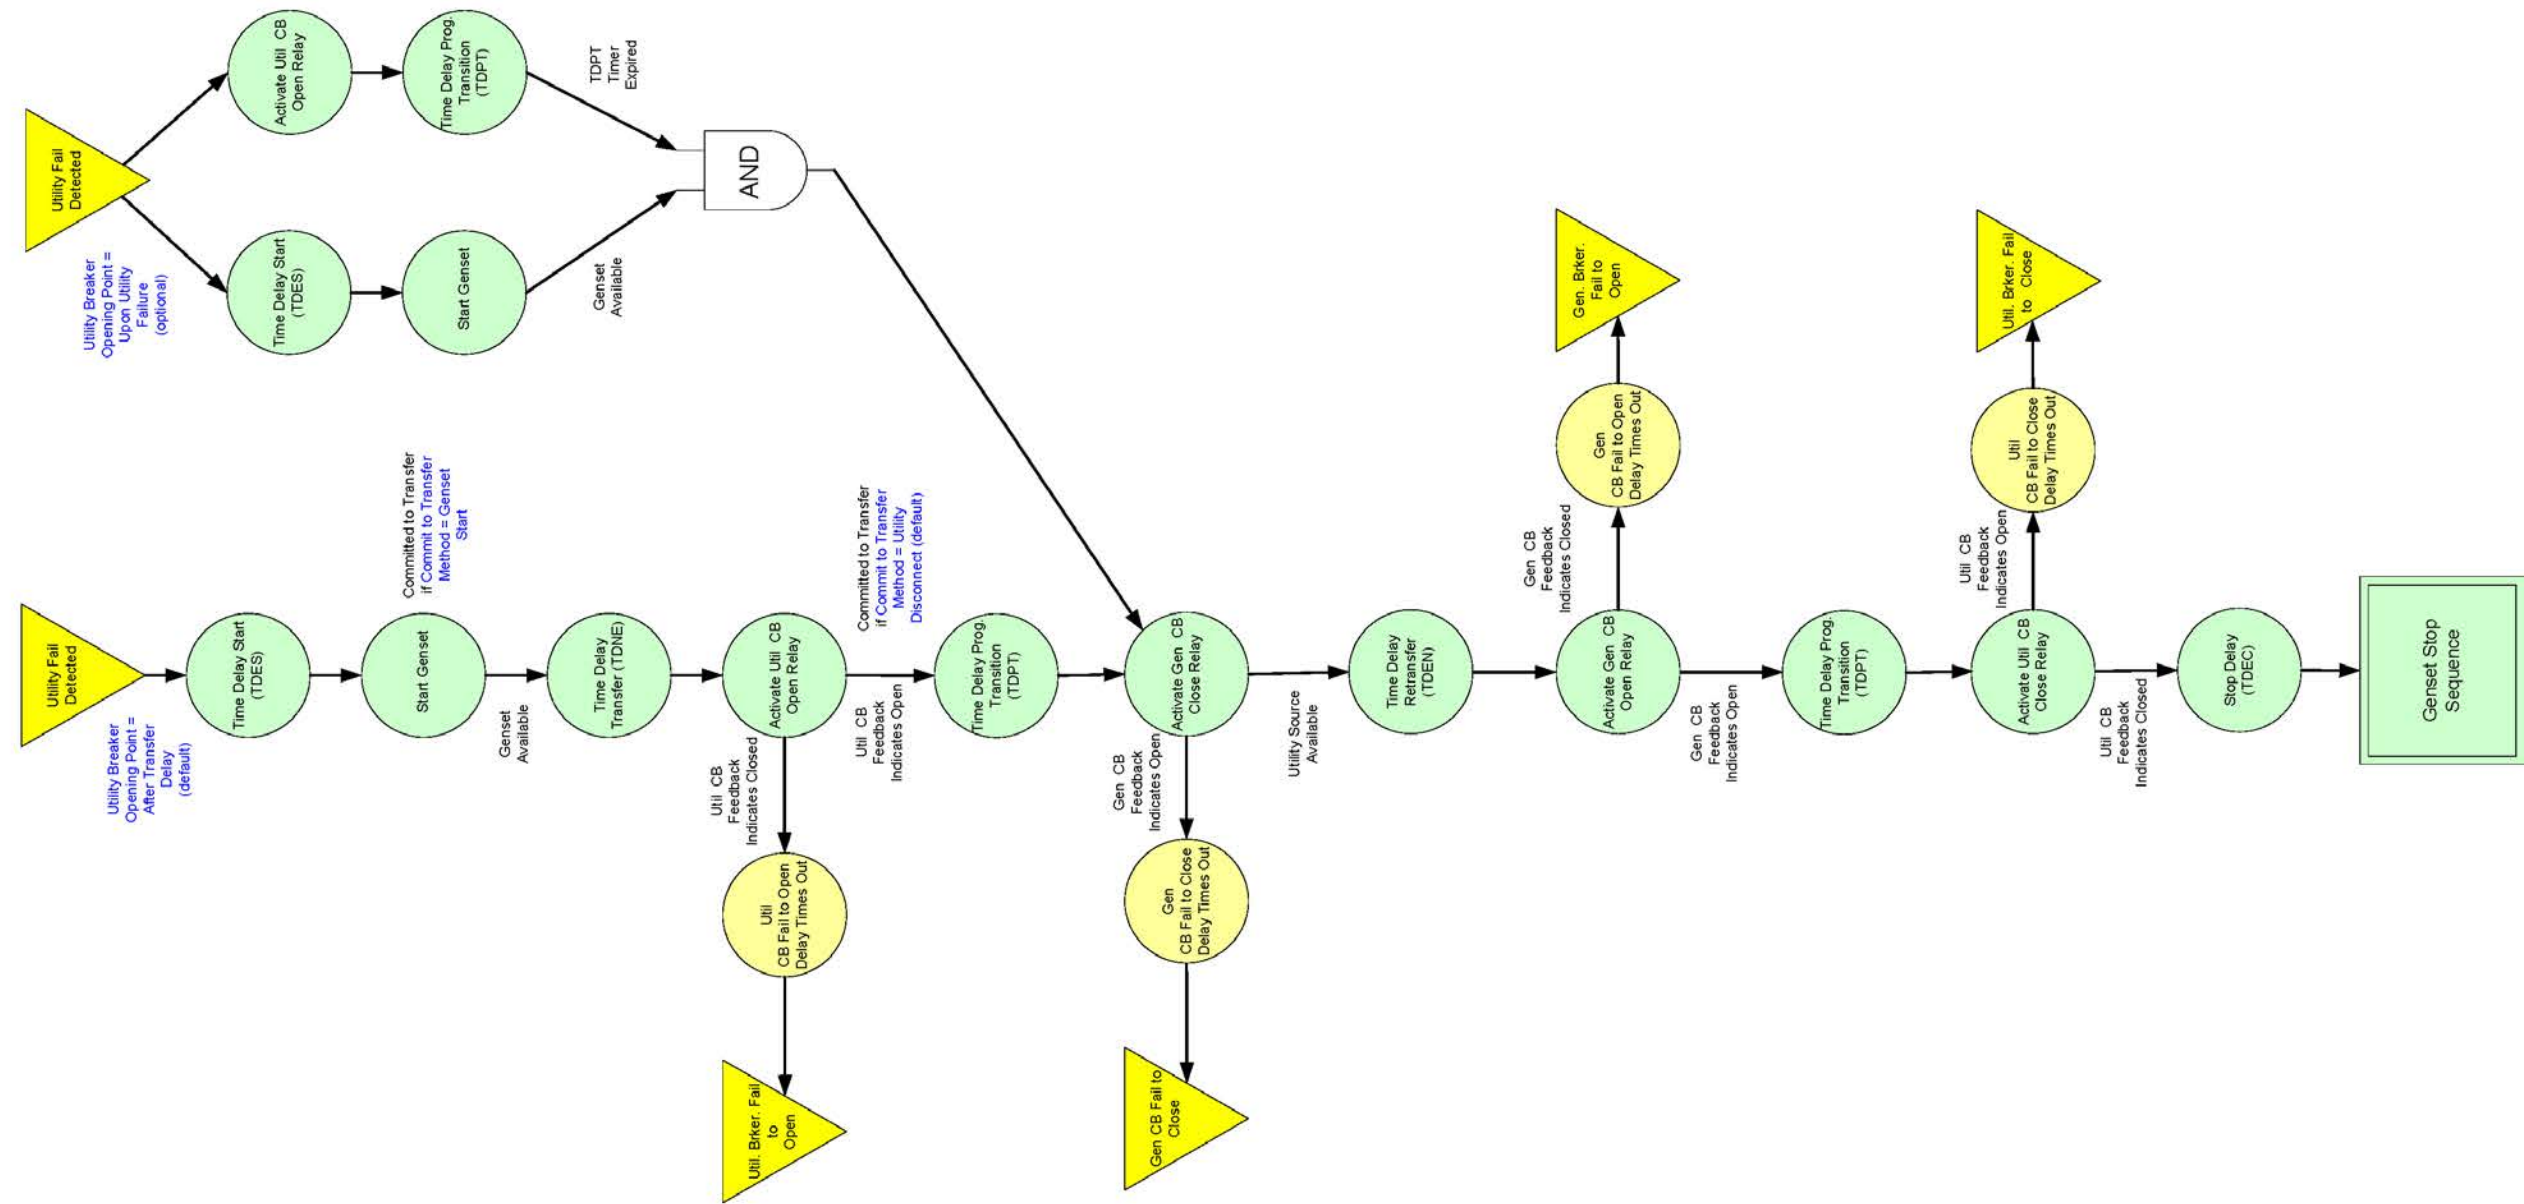 Utility Fail
Detected
Utility Breaker
Opening Point =
Upon Utility
Failure
(optional)
Activate Util CB
Open Relay
Time Delay Prog.
Transition
(TDPT)
TDPT
Timer
Expired
Time Delay Start
(TDES)
Start Genset
Genset
Available
AND
Utility Fail
Detected
Utility Breaker
Opening Point =
After Transfer
Delay
(default)
Time Delay Start
(TDES)
Committed to Transfer
if Commit to Transfer
Method = Genset
Start
Start Genset
Genset
Available
Time Delay
Transfer (TDNE)
Activate Util CB
Open Relay
Util CB
Feedback
Indicates Closed
Util
CB Fail to Open
Delay Times Out
Util. Brker. Fail
to
Open
Committed to Transfer
if Commit to Transfer
Method = Utility
Disconnect (default)
Util CB
Feedback
Indicates Open
Time Delay Prog.
Transition
(TDPT)
Activate Gen CB
Close Relay
Gen CB
Feedback
Indicates Open
Gen
CB Fail to Close
Delay Times Out
Gen CB Fail to
Close
Utility Source
Available
Time Delay
Retransfer
(TDEN)
Activate Gen CB
Open Relay
Gen CB
Feedback
Indicates Closed
Gen
CB Fail to Open
Delay Times Out
Gen. Brker.
Fail to
Open
Gen CB
Feedback
Indicates Open
Time Delay Prog.
Transition
(TDPT)
Activate Util CB
Close Relay
Util CB
Feedback
Indicates Open
Util
CB Fail to Close
Delay Times Out
Util. Brker. Fail
to Close
Util CB
Feedback
Indicates Closed
Stop Delay
(TDEC)
Genset Stop
Sequence